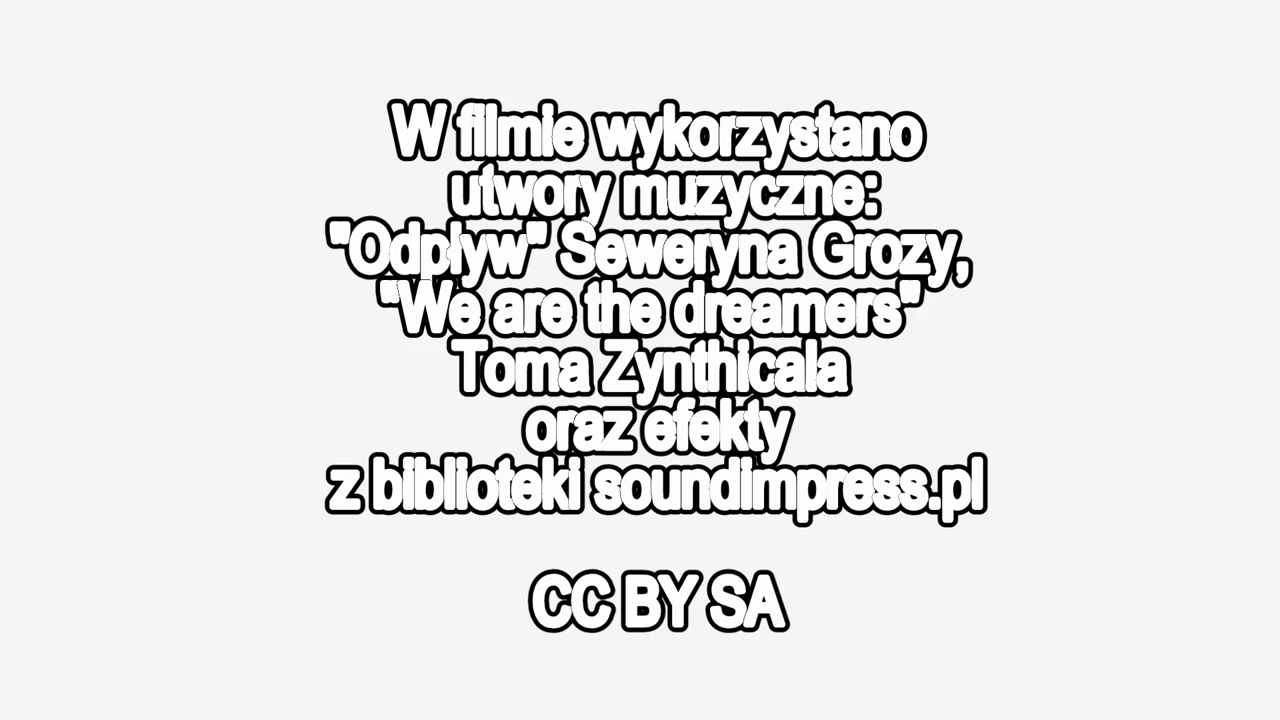 W filmie wykorzystano
utwory muzyczne:
"Odpływ" Seweryna Grozy,
"We are the dreamers"
Toma Zynthicala
oraz efekty
z biblioteki soundimpress.pl
CC BY SA